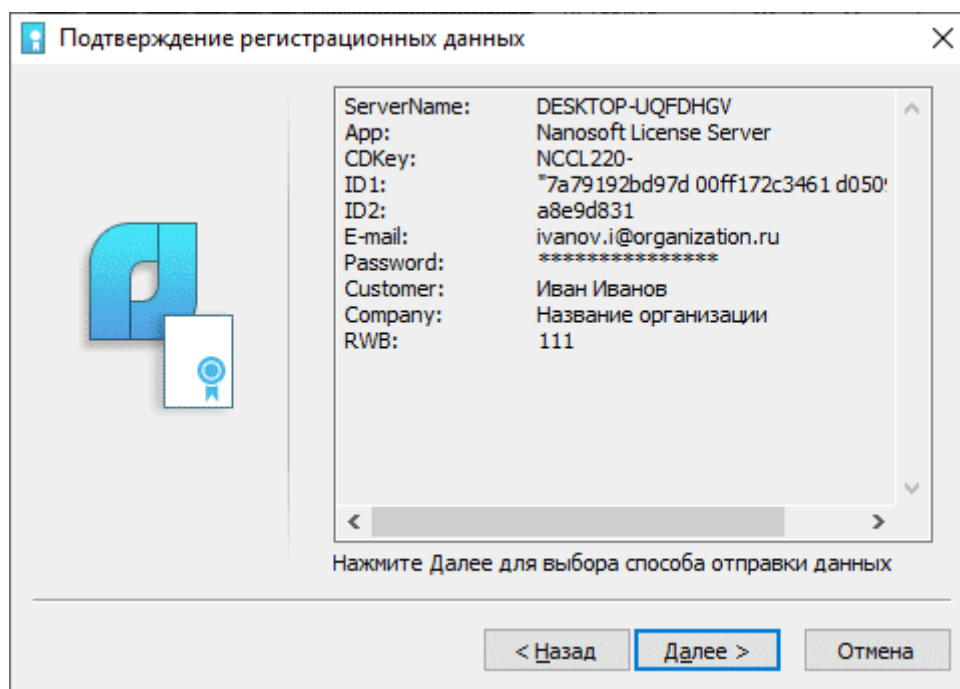 Подтверждение регистрационных данных
ServerName: DESKTOP-UQFDHGV
App: Nanosoft License Server
CDKey: NCCL220-
ID1: "7a79192bd97d 00ff172c3461 d050
ID2: a8e9d831
E-mail: ivanov.i@organization.ru
Password: ***************
Customer: Иван Иванов
Company: Название организации
RWB: 111
Нажмите Далее для выбора способа отправки данных
< Назад Далее > Отмена